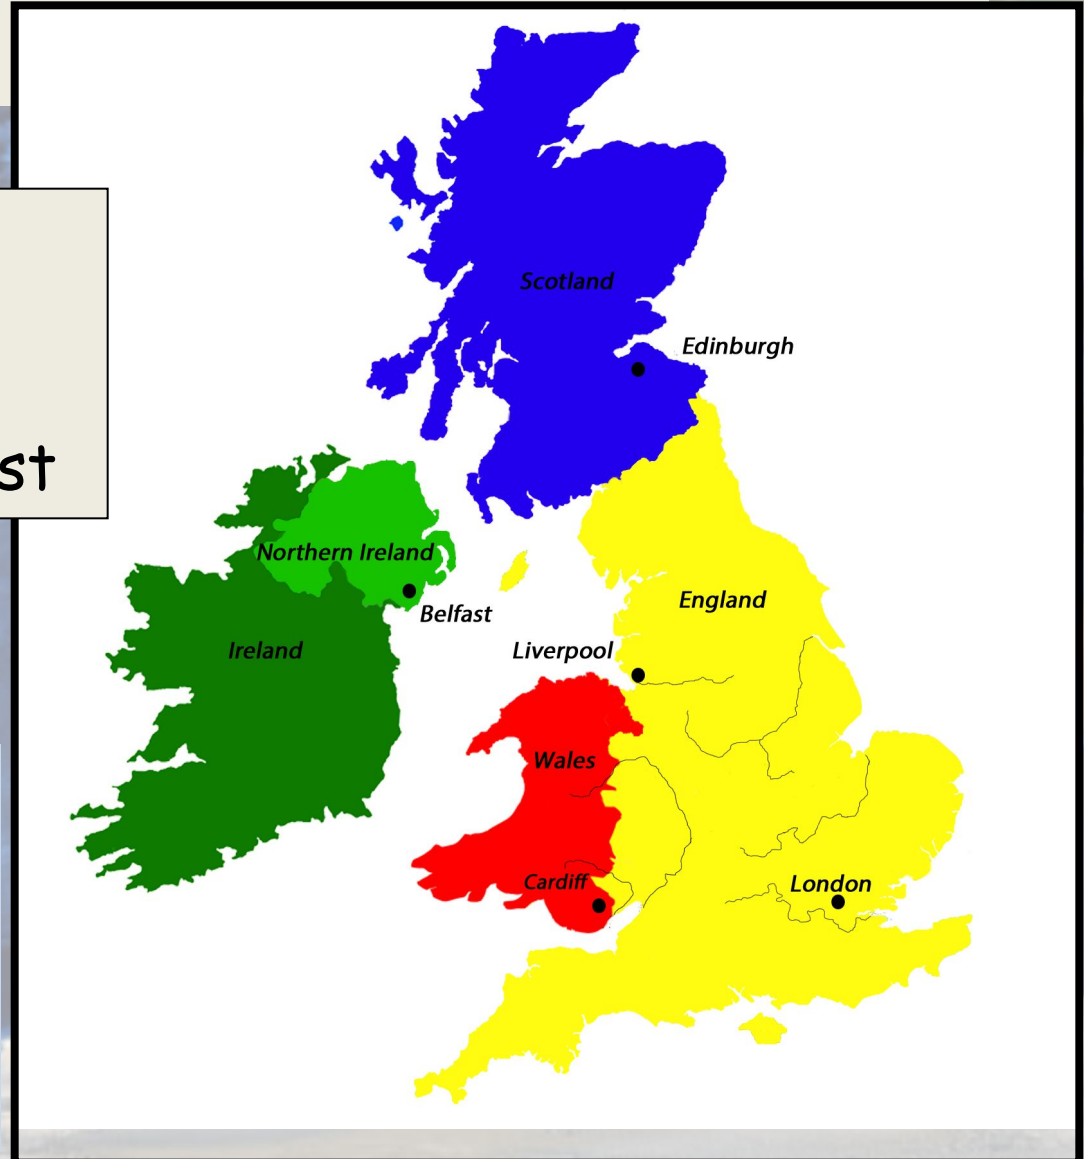 Scotland
Edinburgh
st
Northern Ireland
England
Belfast
Ireland
Liverpool
Wales
Cardiff
London